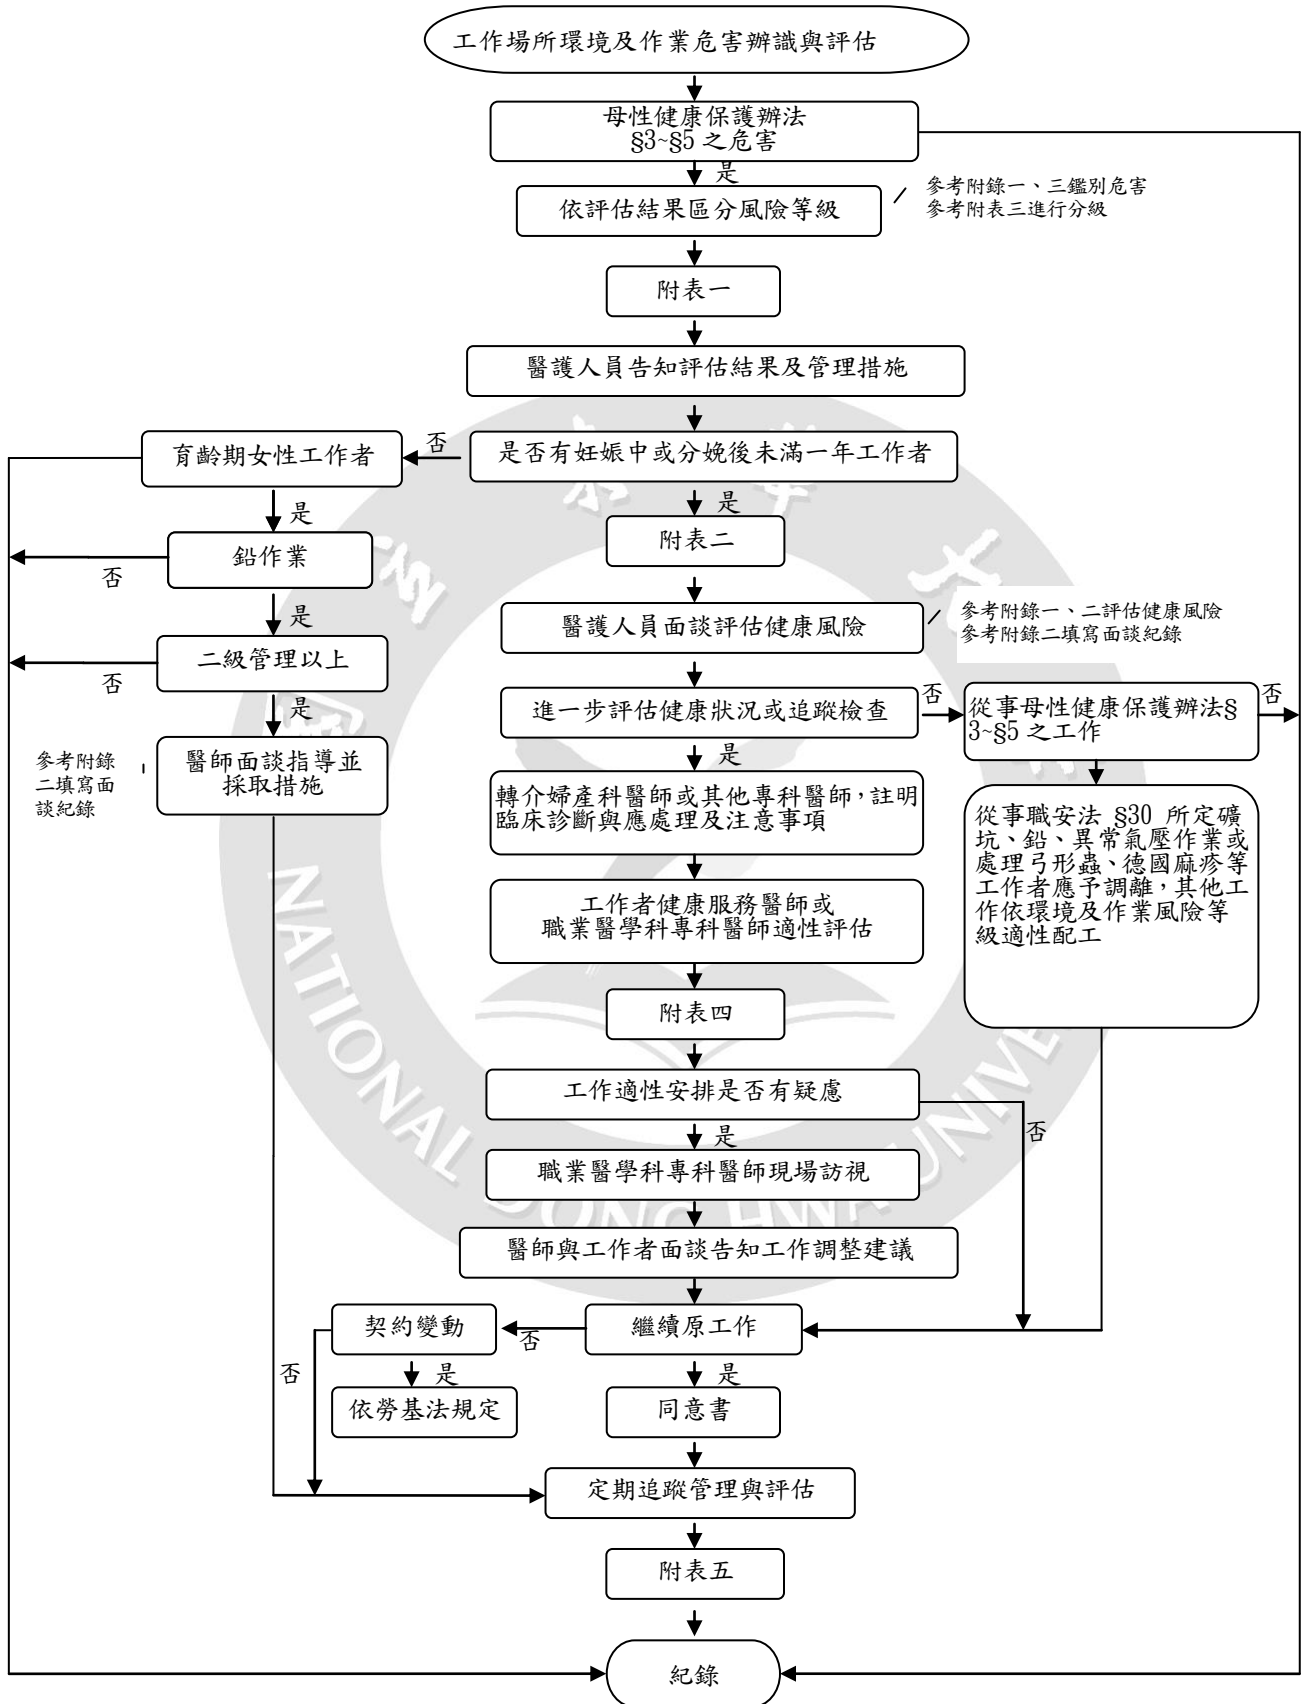 工作場所環境及作業危害辨識與評估
母性健康保護辦法
§3~§5 之危害
是
依評估結果區分風險等級
參考附錄一、三鑑別危害
參考附表三進行分級
附表一
醫護人員告知評估結果及管理措施
是否有妊娠中或分娩後未滿一年工作者
否
育齡期女性工作者
是
鉛作業
否
是
二級管理以上
否
是
醫師面談指導並
採取措施
參考附錄
二填寫面
談紀錄
是
附表二
醫護人員面談評估健康風險
參考附錄一、二評估健康風險
參考附錄二填寫面談紀錄
進一步評估健康狀況或追蹤檢查
否
從事母性健康保護辦法§
3~§5 之工作
否
是
轉介婦產科醫師或其他專科醫師,註明
臨床診斷與應處理及注意事項
從事職安法 §30 所定礦
坑、鉛、異常氣壓作業或
處理弓形蟲、德國麻疹等
工作者應予調離,其他工
作依環境及作業風險等
級適性配工
工作者健康服務醫師或
職業醫學科專科醫師適性評估
附表四
工作適性安排是否有疑慮
否
是
職業醫學科專科醫師現場訪視
醫師與工作者面談告知工作調整建議
繼續原工作
否
契約變動
否
是
依勞基法規定
是
同意書
定期追蹤管理與評估
附表五
紀錄
東華大
NATIONAL DONG HWA UNIVE